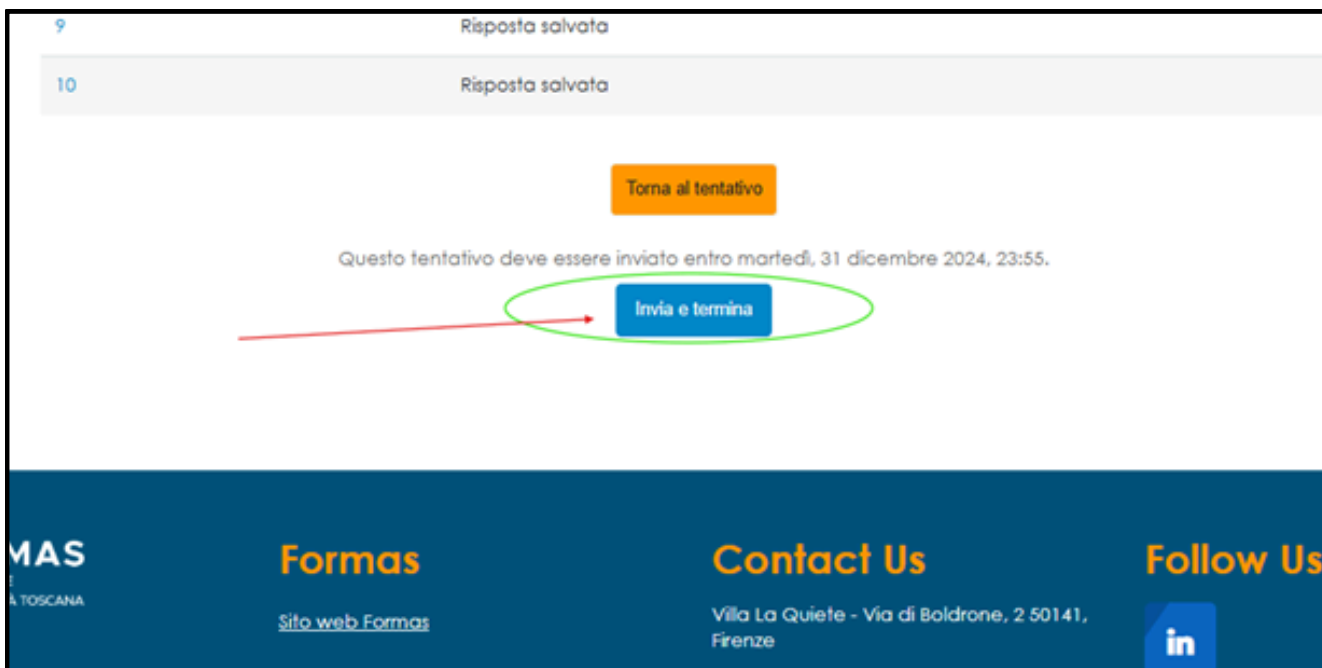 9 Risposta salvata
10 Risposta salvata
Torna al tentativo
Questo tentativo deve essere inviato entro martedì, 31 dicembre 2024, 23:55.
Invia e termina
MAS
E
À TOSCANA
Formas
Sito web Formas
Contact Us
Villa La Quiete - Via di Boldrone, 2 50141,
Firenze
Follow Us
in